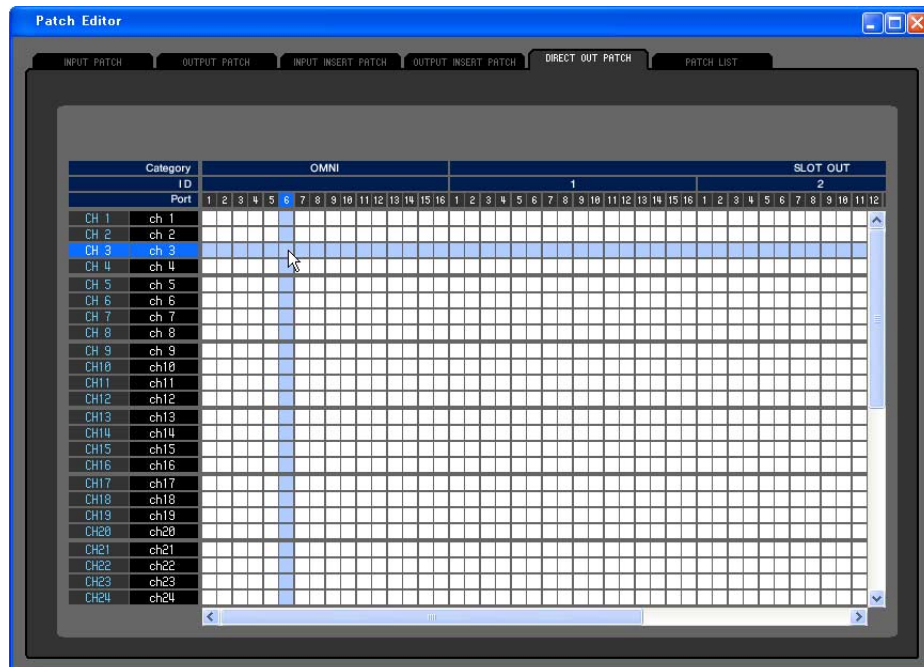 Patch Editor
INPUT PATCH OUTPUT PATCH INPUT INSERT PATCH OUTPUT INSERT PATCH DIRECT OUT PATCH PATCH LIST
Category OMNI SLOT OUT
ID 1 2
Port 1 2 3 4 5 6 7 8 9 10 11 12 13 14 15 16 1 2 3 4 5 6 7 8 9 10 11 12 13 14 15 16 1 2 3 4 5 6 7 8 9 10 11 12
CH 1 ch 1
CH 2 ch 2
CH 3 ch 3
CH 4 ch 4
CH 5 ch 5
CH 6 ch 6
CH 7 ch 7
CH 8 ch 8
CH 9 ch 9
CH10 ch10
CH11 ch11
CH12 ch12
CH13 ch13
CH14 ch14
CH15 ch15
CH16 ch16
CH17 ch17
CH18 ch18
CH19 ch19
CH20 ch20
CH21 ch21
CH22 ch22
CH23 ch23
CH24 ch24